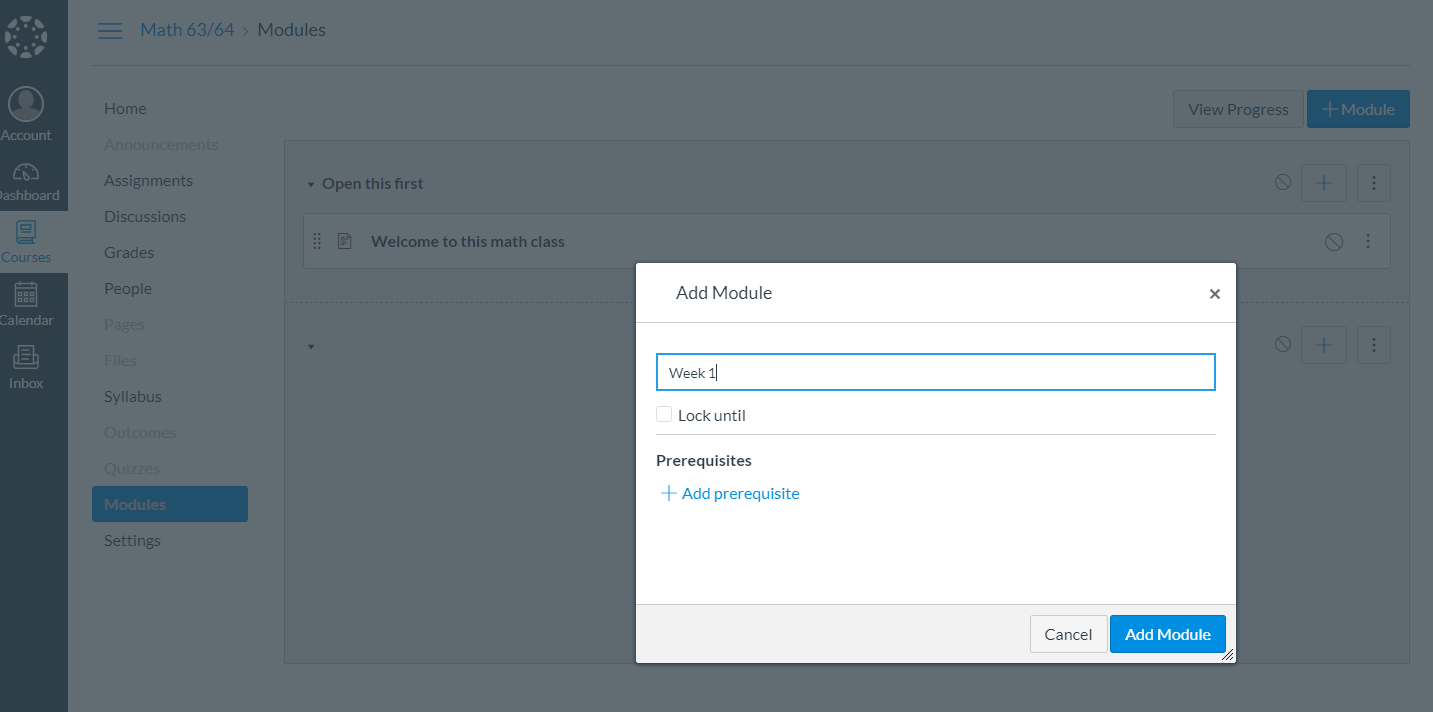 Math 63/64 › Modules
Account
Dashboard
Courses
Calendar
Inbox
Home
Announcements
Assignments
Discussions
Grades
People
Pages
Files
Syllabus
Outcomes
Quizzes
Modules
Settings
View Progress
+ Module
Open this first
Welcome to this math class
Add Module
×
Week 1
Lock until
Prerequisites
+ Add prerequisite
Cancel
Add Module